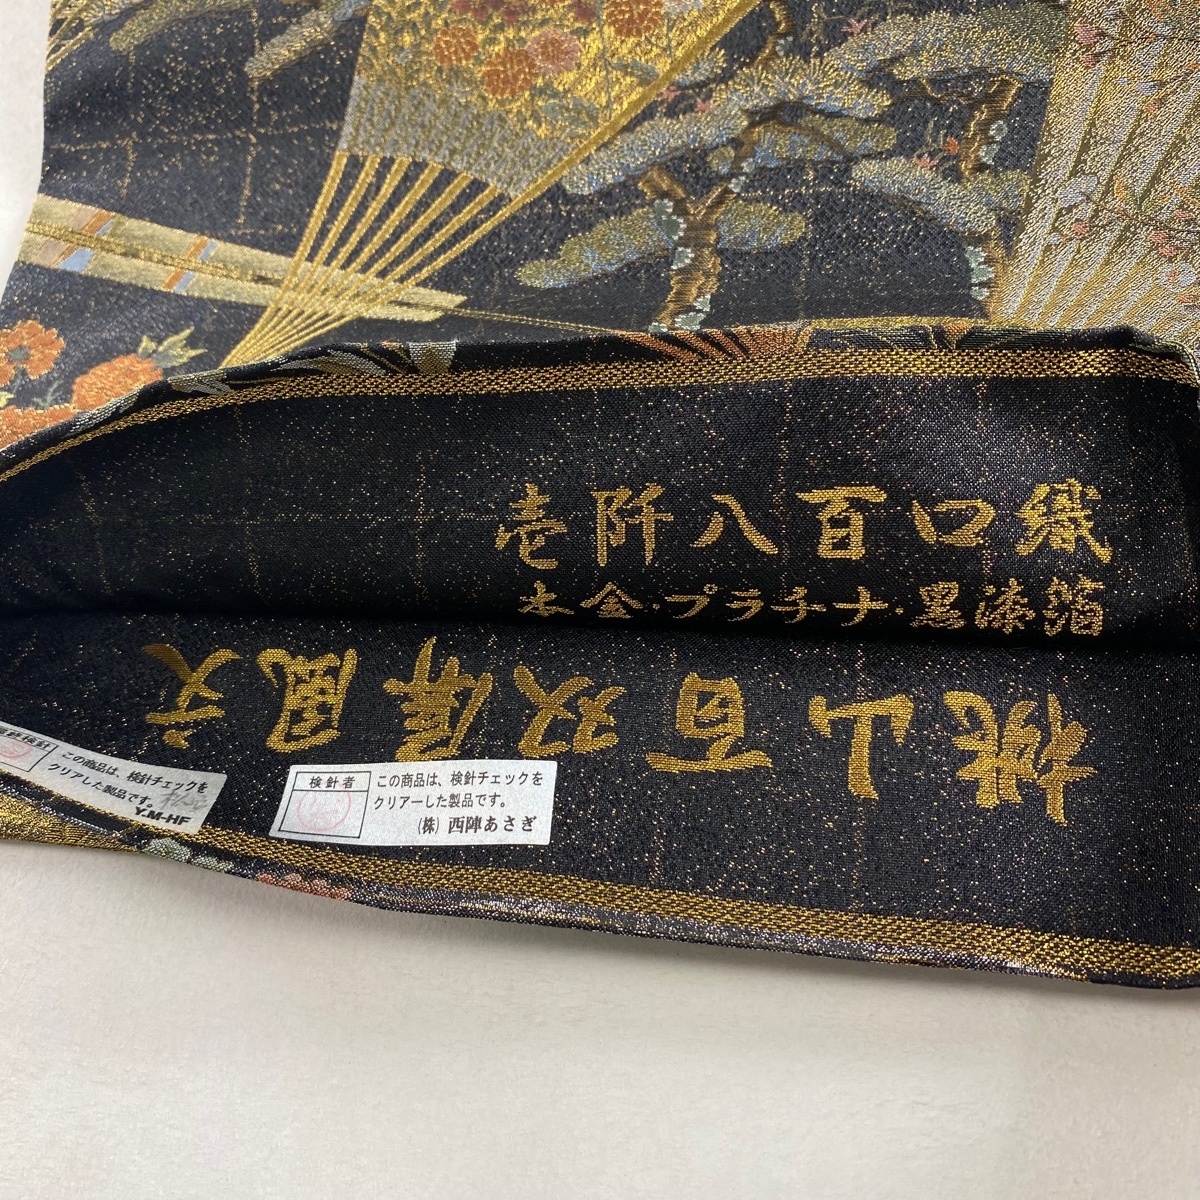 壱阡八百口織
本金・プラチナ・黒漆箔
桃山百双屏風文
検針者
この商品は、検針チェックを
クリアーした製品です。
(株) 西陣あさぎ
この商品は、検針チェックを
クリアした製品です。
Y.M-HF